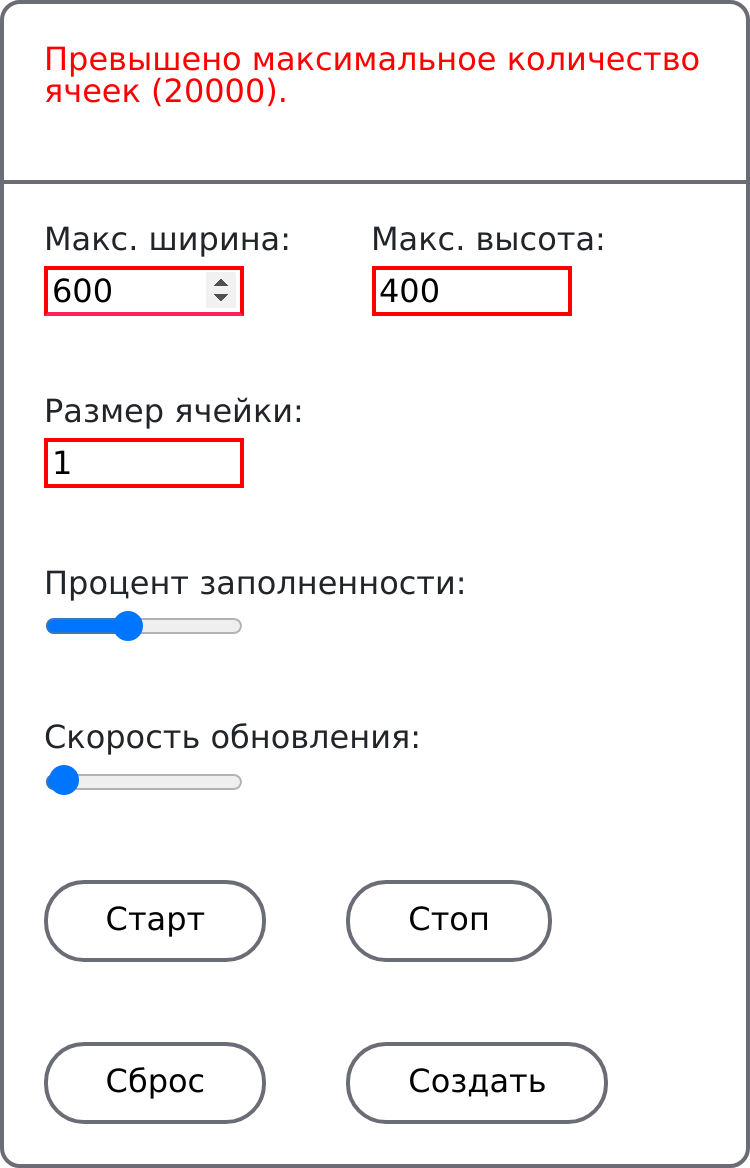 Превышено максимальное количество
ячеек (20000).
Макс. ширина: Макс. высота:
600 400
Размер ячейки:
1
Процент заполненности:
Скорость обновления:
Старт Стоп
Сброс Создать